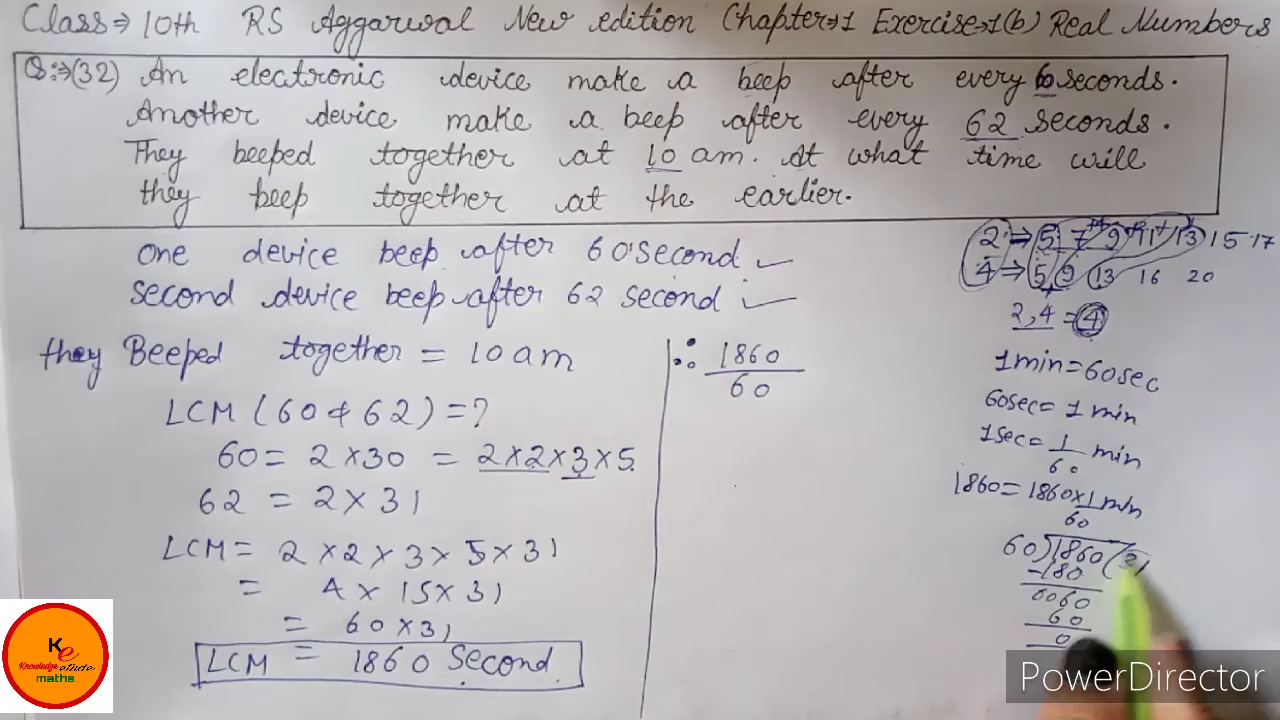 Class⇒ 10th RS Aggarwal New edition Chapter⇒1 Exercise⇒1(b) Real Numbers
Q:⇒(32) An electronic device make a beep after every 60 seconds.
Another device make a beep after every 62 seconds.
They beeped together at 10 am. At what time will
they beep together at the earlier.
One device beep after 60 second ✓
second device beep after 62 second ✓
they Beeped together = 10 am
LCM (60 & 62) = ?
60 = 2×30 = 2×2×3×5
62 = 2×31
LCM = 2×2×3×5×31
= 4×15×31
= 60×31
LCM = 1860 Second
∴ 1860
60
2 ⇒ 5 7 9 11 13 15 17
4 ⇒ 5 9 13 16 20
2,4 = 4
1min=60sec
60sec= 1 min
1sec= 1 min
60
1860= 1860×1 min
60
60)1860(31
-180
6060
60
0
Ke
Knowledge etude
maths
PowerDirector